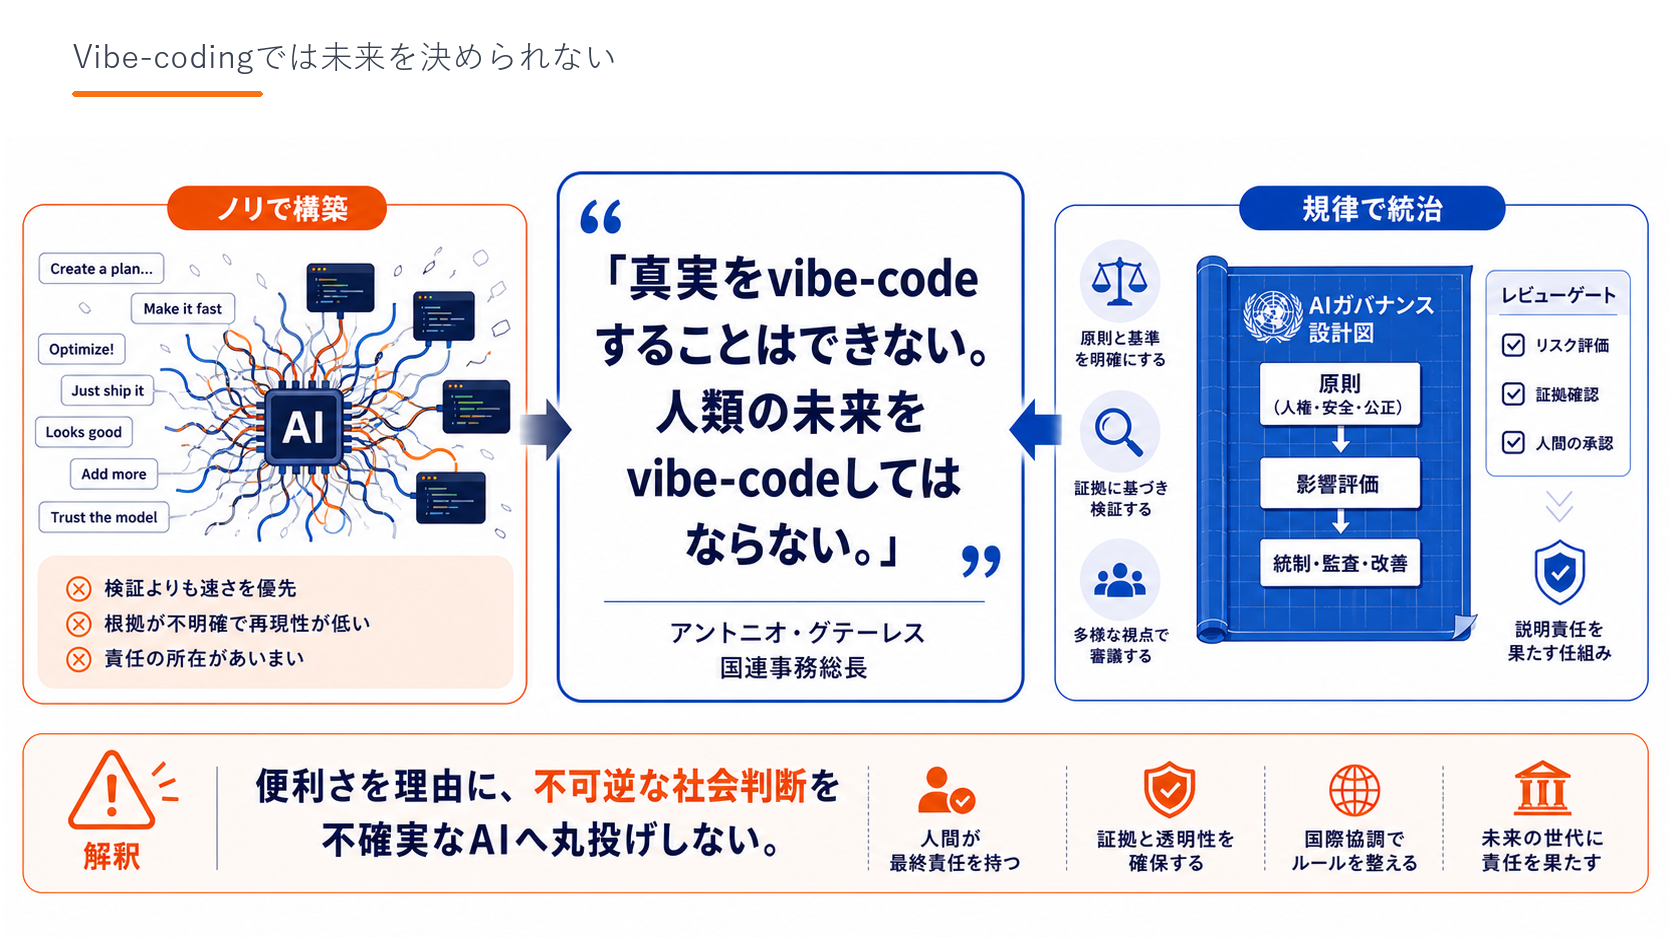 Vibe-codingでは未来を決められない
ノリで構築
Create a plan...
Make it fast
Optimize!
Just ship it
Looks good
Add more
Trust the model
AI
検証よりも速さを優先
根拠が不明確で再現性が低い
責任の所在があいまい
“
「真実をvibe-code
することはできない。
人類の未来を
vibe-codeしては
ならない。」
”
アントニオ・グテーレス
国連事務総長
規律で統治
原則と基準
を明確にする
証拠に基づき
検証する
多様な視点で
審議する
AIガバナンス
設計図
原則
（人権・安全・公正）
影響評価
統制・監査・改善
レビューゲート
リスク評価
証拠確認
人間の承認
説明責任を
果たす仕組み
解釈
便利さを理由に、不可逆な社会判断を
不確実なAIへ丸投げしない。
人間が
最終責任を持つ
証拠と透明性を
確保する
国際協調で
ルールを整える
未来の世代に
責任を果たす